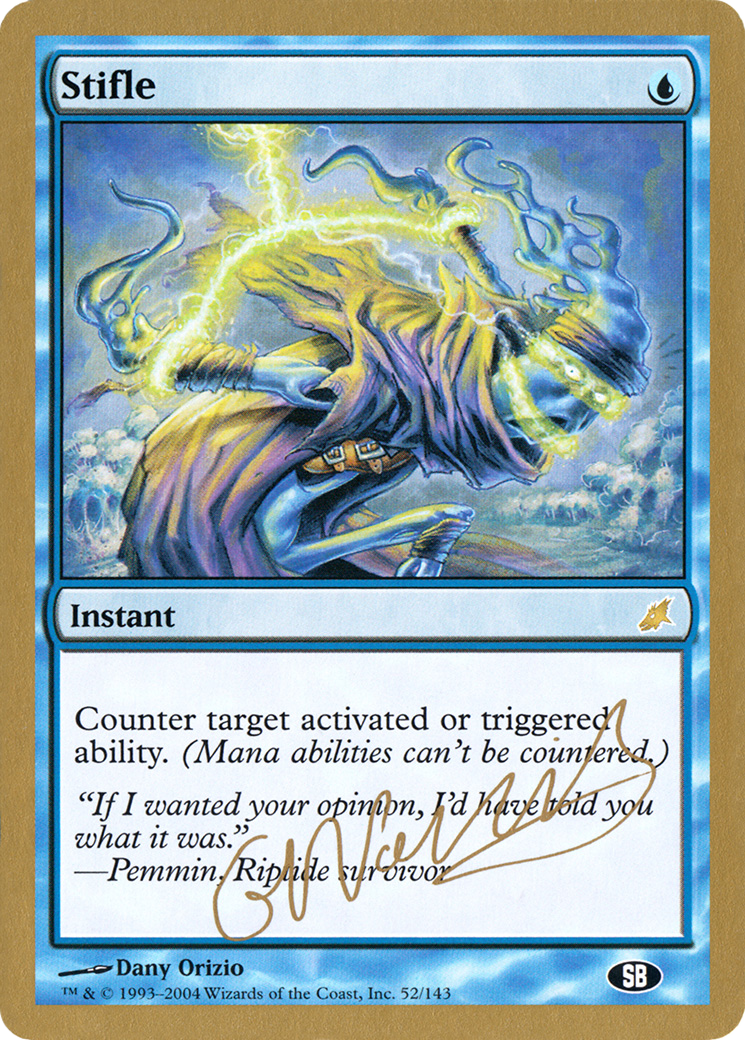 Stifle
Instant
Counter target activated or triggered
ability. (Mana abilities can't be countered.)
“If I wanted your opinion, I'd have told you
what it was.”
—Pemmin, Riptide survivor
Dany Orizio
SB
™ & © 1993–2004 Wizards of the Coast, Inc. 52/143